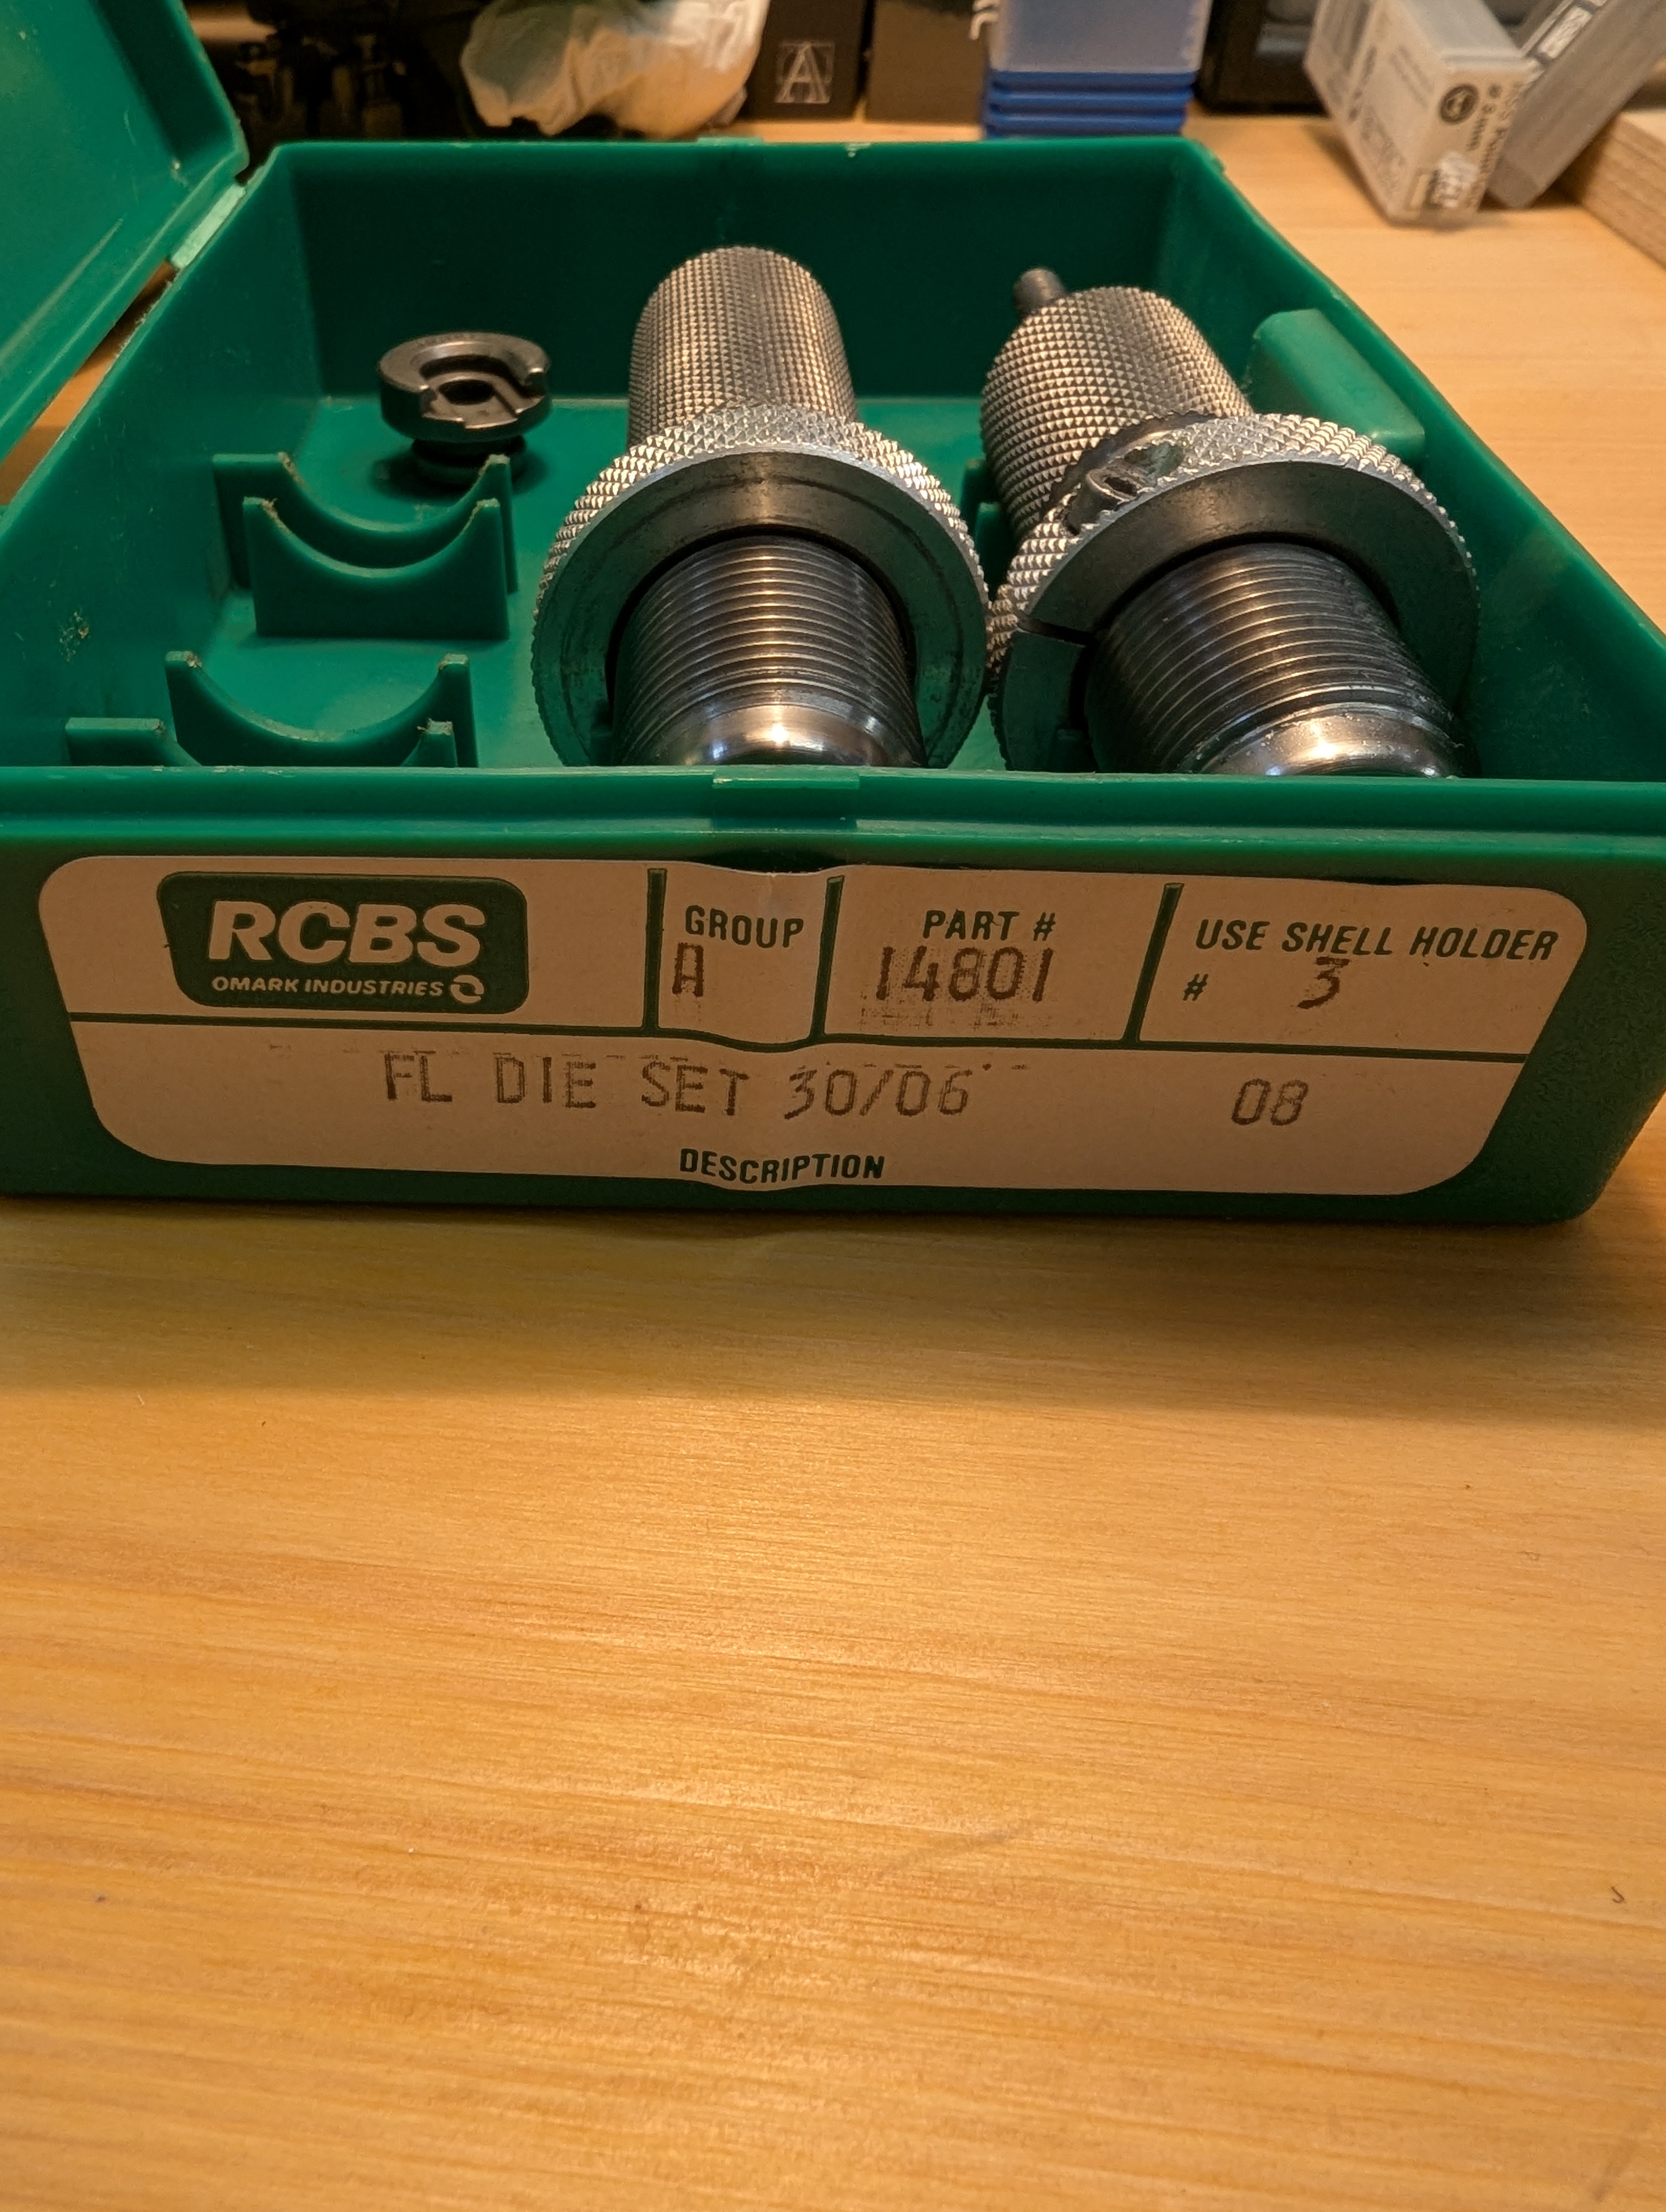 RCBS
OMARK INDUSTRIES
GROUP
A
PART #
14801
USE SHELL HOLDER
# 3
FL DIE SET 30/06 08
DESCRIPTION